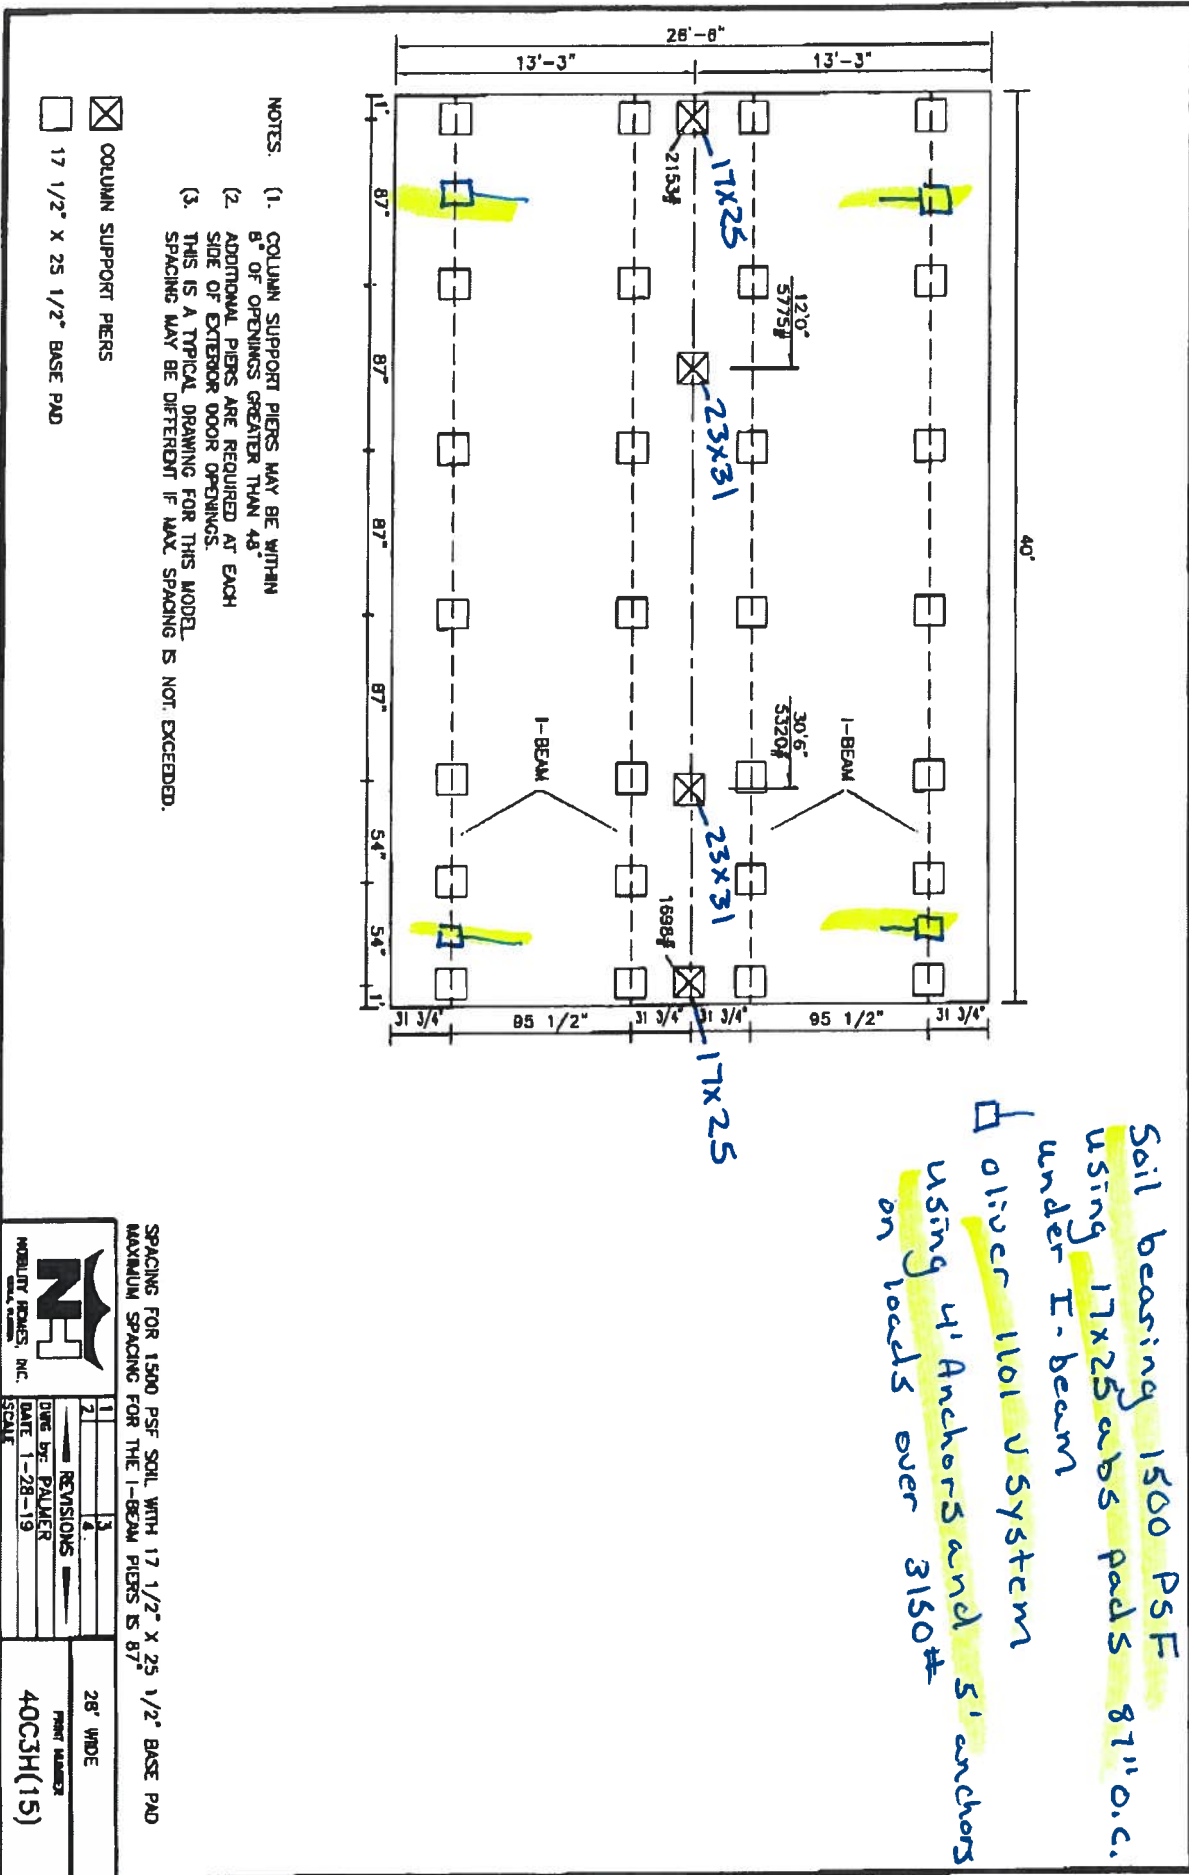 40'
28'-6"
13'-3"
13'-3"
1'
87"
87"
87"
87"
54"
54"
1'
31 3/4"
95 1/2"
31 3/4"
31 3/4"
95 1/2"
31 3/4"
2153#
17x25
12'0"
5775#
23x31
30'6"
5320#
23x31
1698#
17x25
I-BEAM
I-BEAM
NOTES.
(1. COLUMN SUPPORT PIERS MAY BE WITHIN
8" OF OPENINGS GREATER THAN 48"
(2. ADDITIONAL PIERS ARE REQUIRED AT EACH
SIDE OF EXTERIOR DOOR OPENINGS.
(3. THIS IS A TYPICAL DRAWING FOR THIS MODEL.
SPACING MAY BE DIFFERENT IF MAX. SPACING IS NOT. EXCEEDED.
COLUMN SUPPORT PIERS
17 1/2" X 25 1/2" BASE PAD
Soil bearing 1500 PSF
using 17x25 abs pads 87" o.c.
under I-beam
oliver 1101 V System
using 4' Anchors and 5' anchors
on loads over 3150#
SPACING FOR 1500 PSF SOIL WITH 17 1/2" X 25 1/2" BASE PAD
MAXIMUM SPACING FOR THE I-BEAM PIERS IS 87"
NH
NOBILITY HOMES, INC.
1
3
2
4.
REVISIONS
DWG by: PALMER
DATE 1-28-19
SCALE
28' WIDE
PRINT NUMBER
40C3H(15)